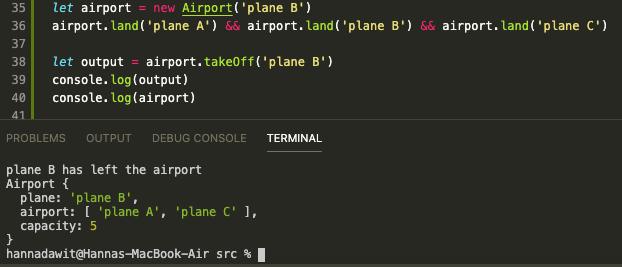 35 let airport = new Airport('plane B')
36 airport.land('plane A') && airport.land('plane B') && airport.land('plane C')
37
38 let output = airport.takeOff('plane B')
39 console.log(output)
40 console.log(airport)
41
PROBLEMS OUTPUT DEBUG CONSOLE TERMINAL
plane B has left the airport
Airport {
  plane: 'plane B',
  airport: [ 'plane A', 'plane C' ],
  capacity: 5
}
hannadawit@Hannas-MacBook-Air src %